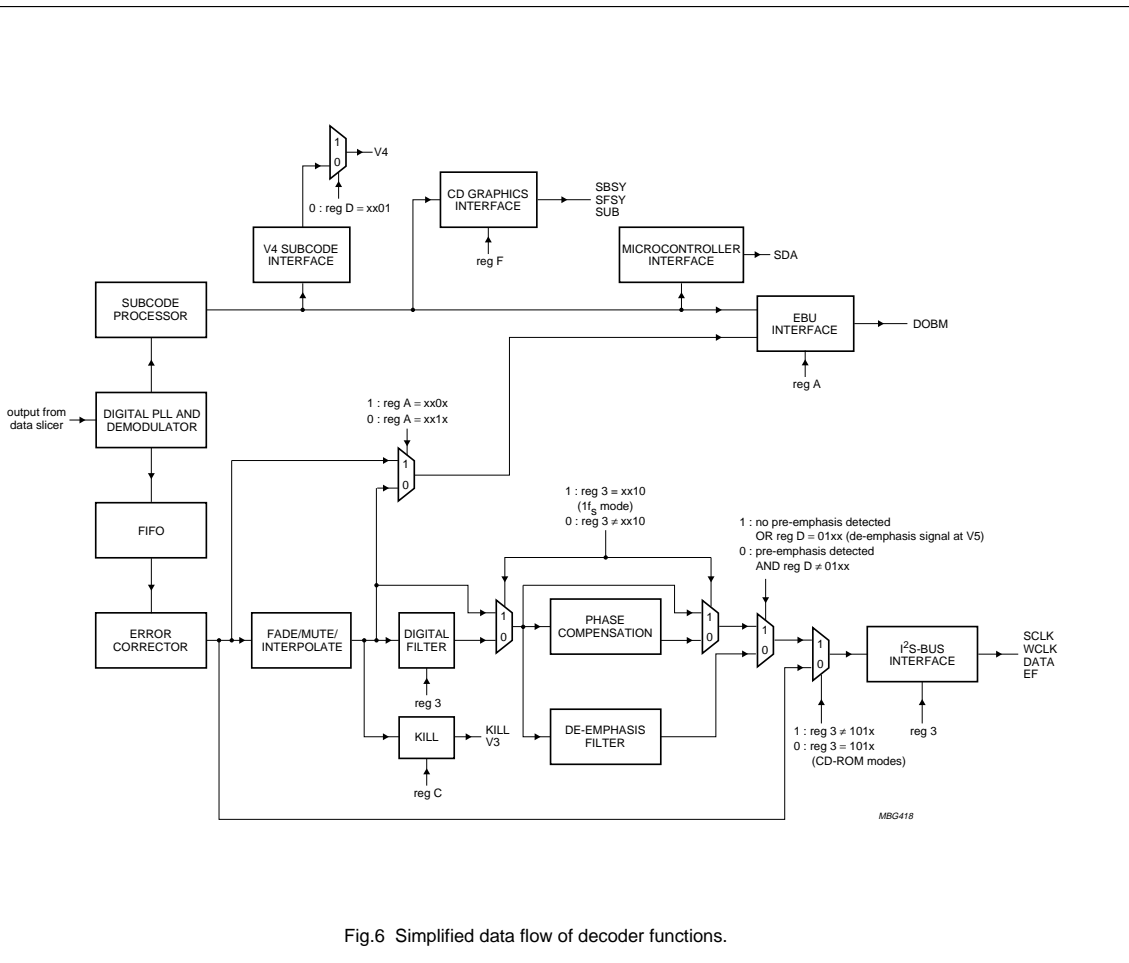 1
0
V4
0 : reg D = xx01
V4 SUBCODE
INTERFACE
CD GRAPHICS
INTERFACE
SBSY
SFSY
SUB
reg F
MICROCONTROLLER
INTERFACE
SDA
SUBCODE
PROCESSOR
EBU
INTERFACE
DOBM
reg A
output from
data slicer
DIGITAL PLL AND
DEMODULATOR
1 : reg A = xx0x
0 : reg A = xx1x
1
0
FIFO
1 : reg 3 = xx10
(1fs mode)
0 : reg 3 ≠ xx10
1 : no pre-emphasis detected
OR reg D = 01xx (de-emphasis signal at V5)
0 : pre-emphasis detected
AND reg D ≠ 01xx
ERROR
CORRECTOR
FADE/MUTE/
INTERPOLATE
DIGITAL
FILTER
reg 3
1
0
PHASE
COMPENSATION
1
0
1
0
1
0
I2S-BUS
INTERFACE
SCLK
WCLK
DATA
EF
reg 3
KILL
KILL
V3
reg C
DE-EMPHASIS
FILTER
1 : reg 3 ≠ 101x
0 : reg 3 = 101x
(CD-ROM modes)
MBG418
Fig.6 Simplified data flow of decoder functions.